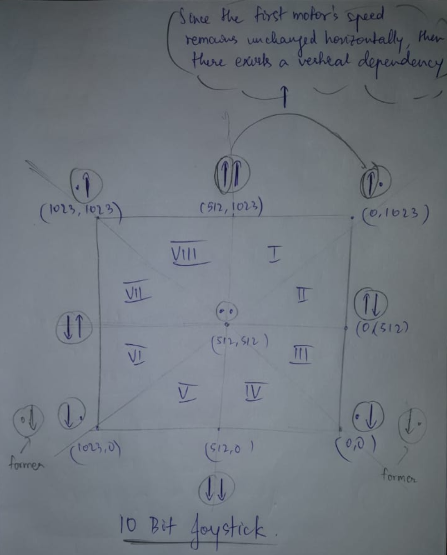 Since the first motor's speed
remains unchanged horizontally, then
there exists a vertical dependency
(1023, 1023)
(512, 1023)
(0, 1023)
VIII
I
VII
II
(512, 512)
(0, 512)
VI
III
V
IV
(1023, 0)
(512, 0)
(0, 0)
former
former
10 Bit Joystick.